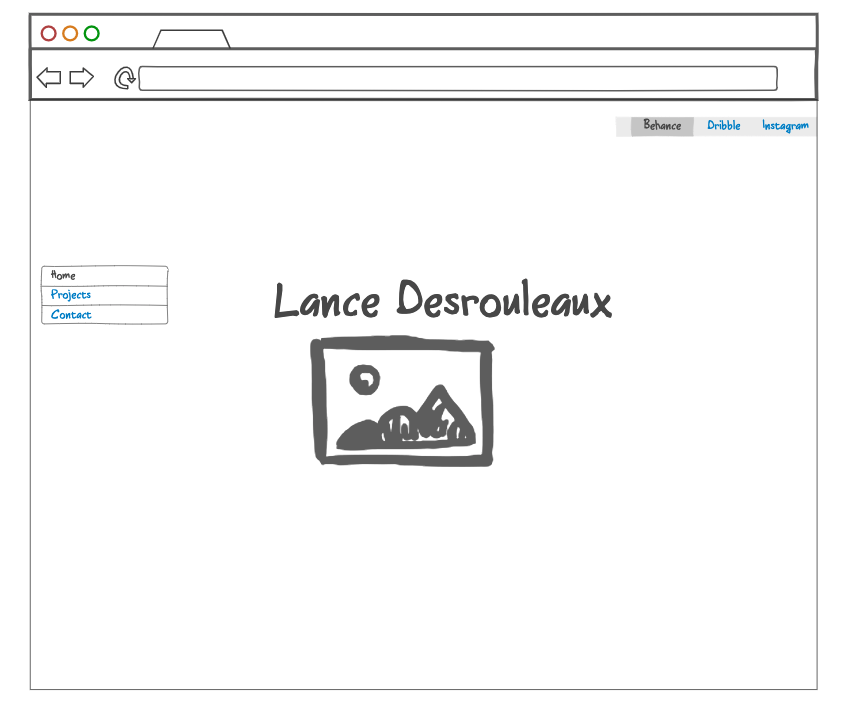 Behance Dribble Instagram
Home
Projects
Contact
Lance Desrouleaux